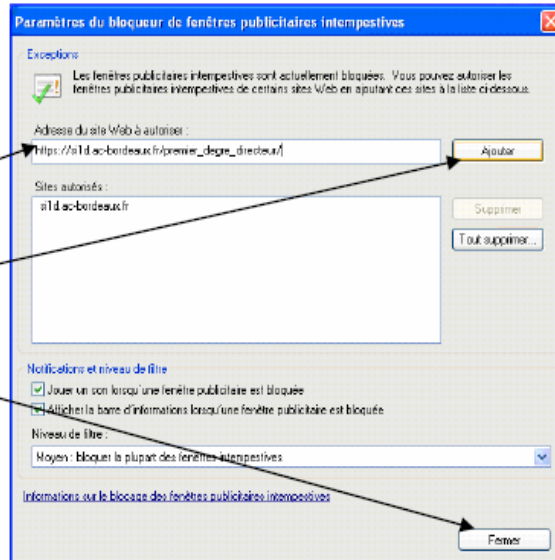 Paramètres du bloqueur de fenêtres publicitaires intempestives
Exceptions
Les fenêtres publicitaires intempestives sont actuellement bloquées. Vous pouvez autoriser les
fenêtres publicitaires intempestives de certains sites Web en ajoutant ces sites à la liste ci-dessous.
Adresse du site Web à autoriser :
https://si1d.ac-bordeaux.fr/premier_degre_directeur/
Ajouter
Sites autorisés :
si1d.ac-bordeaux.fr
Supprimer
Tout supprimer...
Notifications et niveau de filtre
Jouer un son lorsqu'une fenêtre publicitaire est bloquée
Afficher la barre d'informations lorsqu'une fenêtre publicitaire est bloquée
Niveau de filtre :
Moyen : bloquer la plupart des fenêtres intempestives
Informations sur le blocage des fenêtres publicitaires intempestives
Fermer